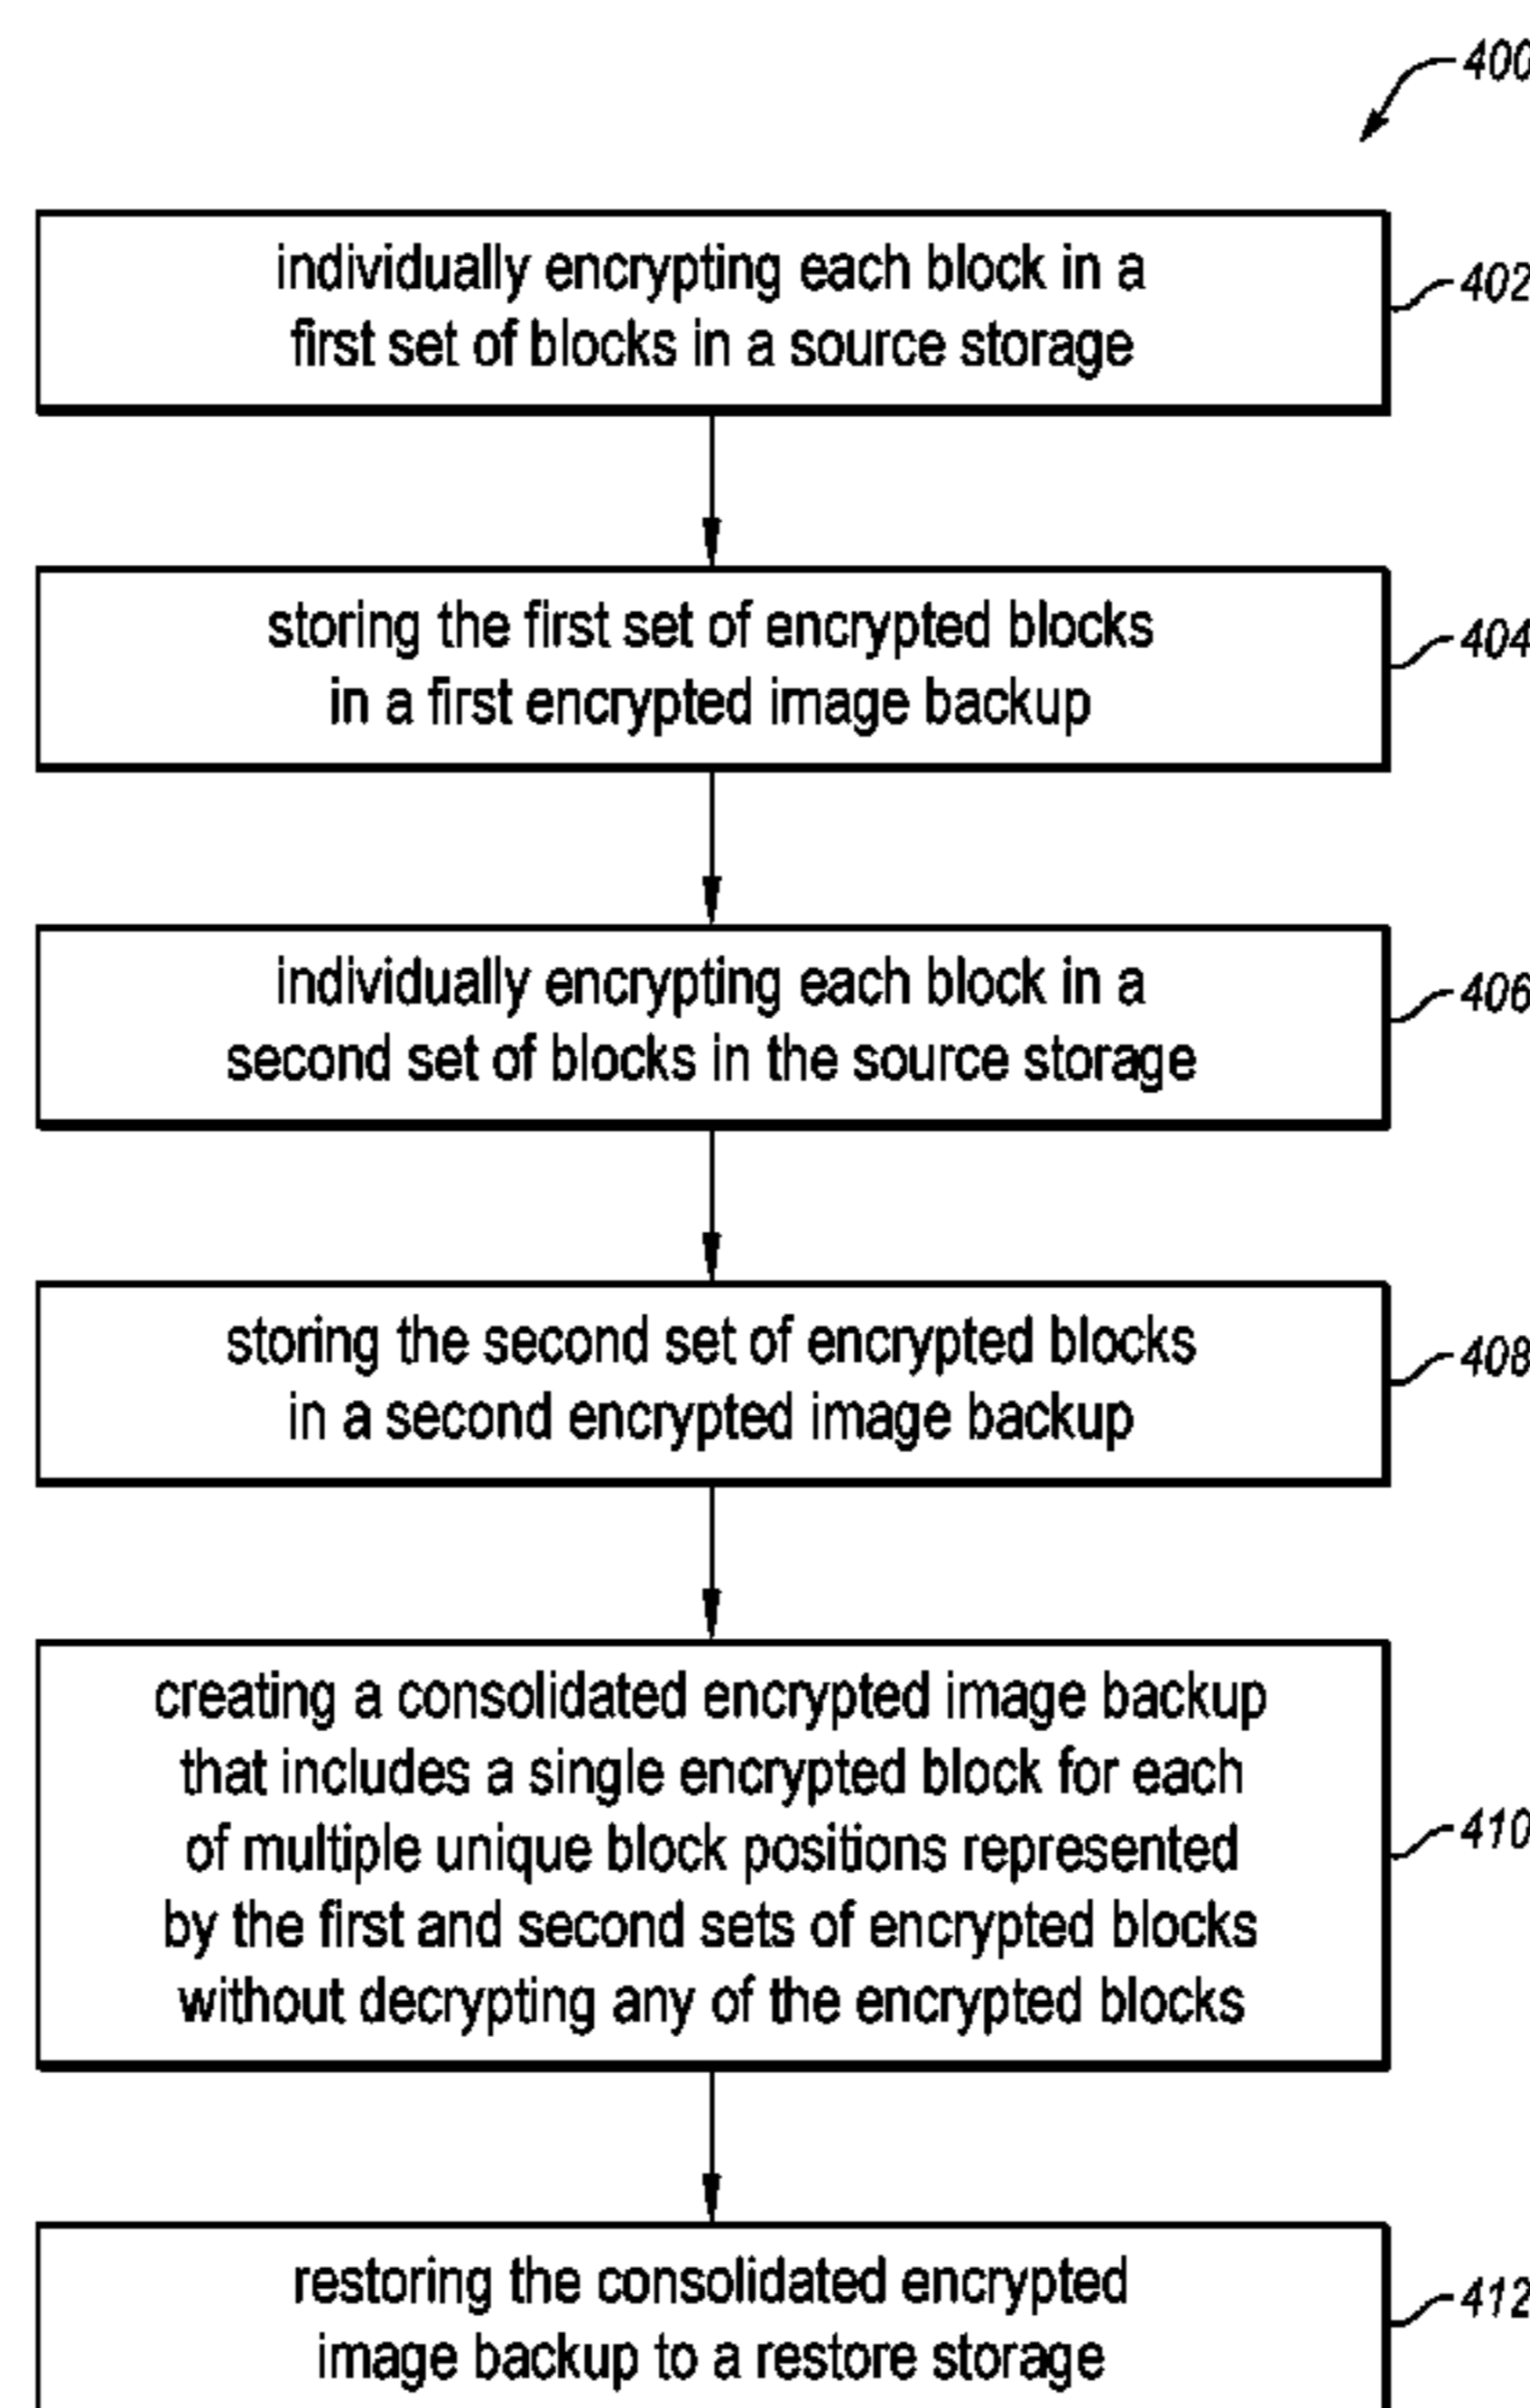 400
individually encrypting each block in a
first set of blocks in a source storage
402
storing the first set of encrypted blocks
in a first encrypted image backup
404
individually encrypting each block in a
second set of blocks in the source storage
406
storing the second set of encrypted blocks
in a second encrypted image backup
408
creating a consolidated encrypted image backup
that includes a single encrypted block for each
of multiple unique block positions represented
by the first and second sets of encrypted blocks
without decrypting any of the encrypted blocks
410
restoring the consolidated encrypted
image backup to a restore storage
412